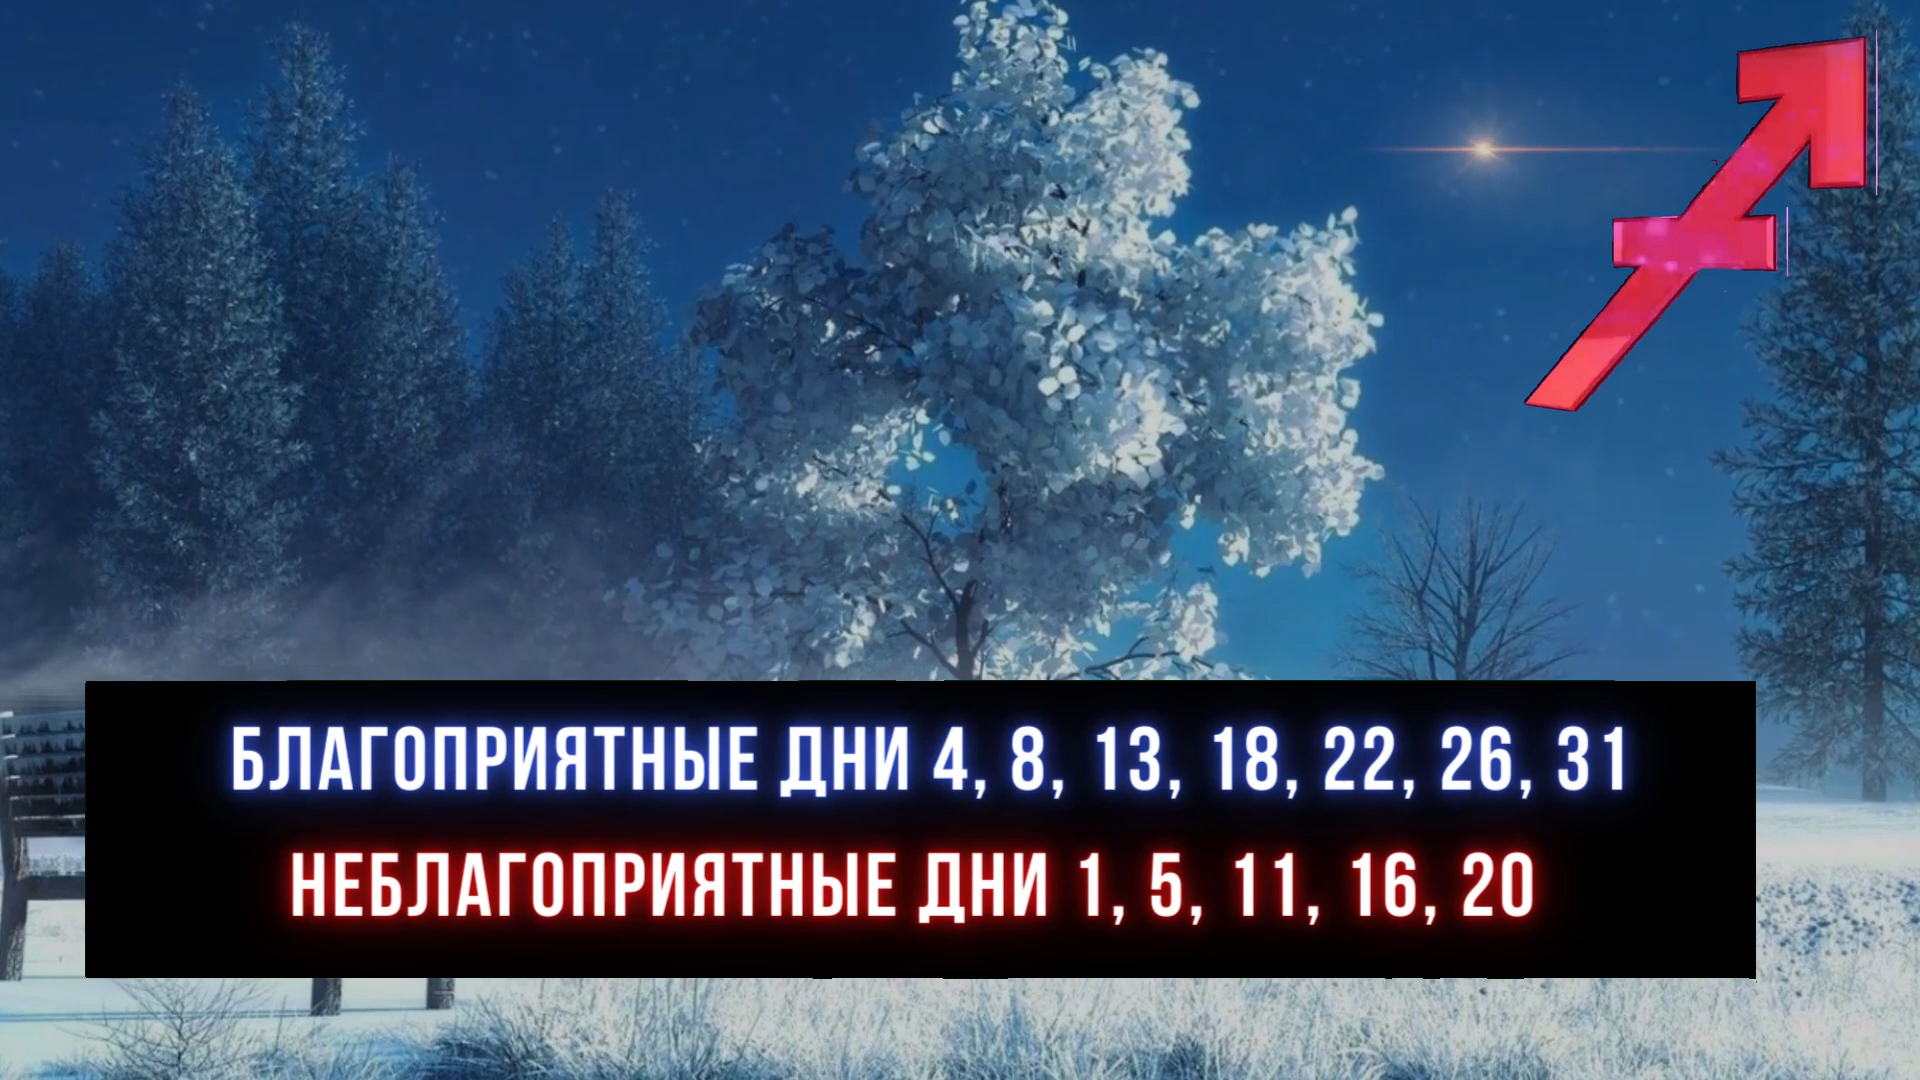 БЛАГОПРИЯТНЫЕ ДНИ 4, 8, 13, 18, 22, 26, 31
НЕБЛАГОПРИЯТНЫЕ ДНИ 1, 5, 11, 16, 20